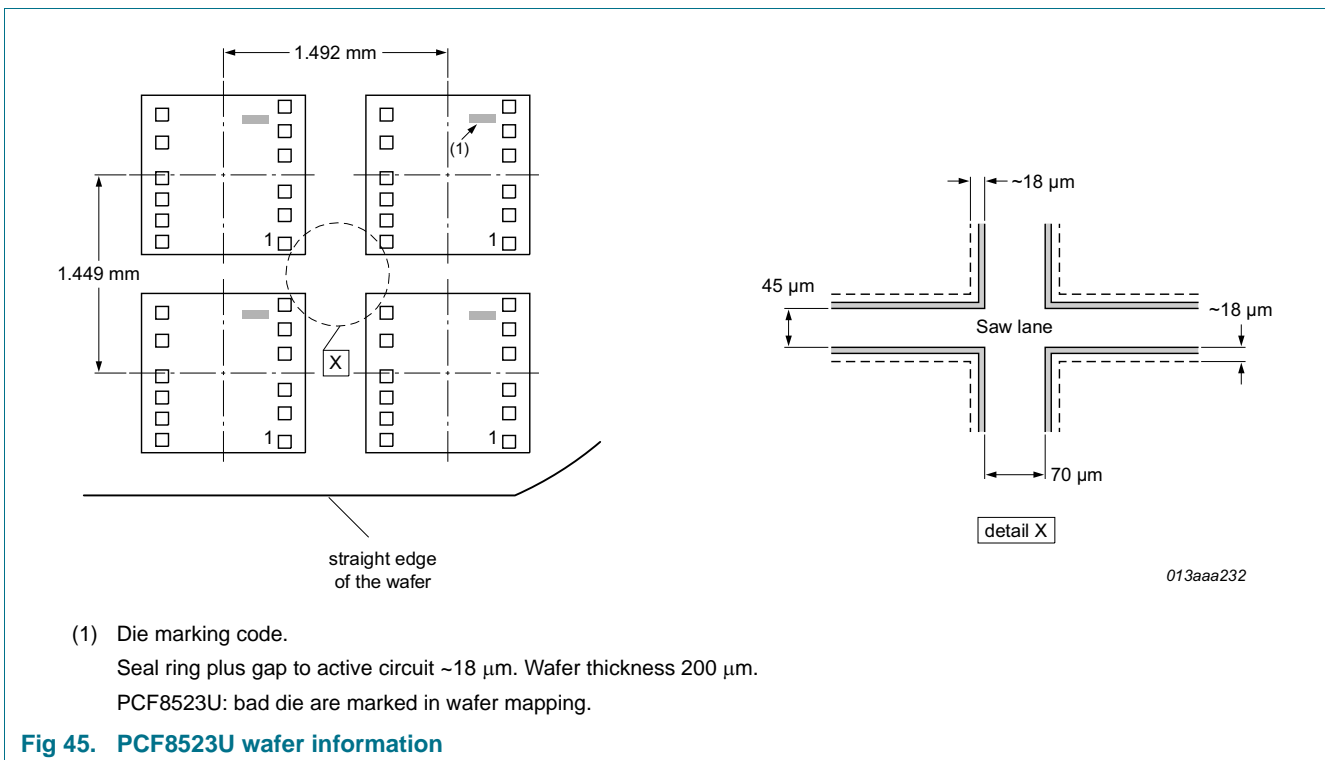 1.492 mm
(1)
1
1
1.449 mm
X
1
1
straight edge
of the wafer
~18 µm
45 µm
~18 µm
Saw lane
70 µm
detail X
013aaa232
(1) Die marking code.
Seal ring plus gap to active circuit ~18 μm. Wafer thickness 200 μm.
PCF8523U: bad die are marked in wafer mapping.
Fig 45. PCF8523U wafer information